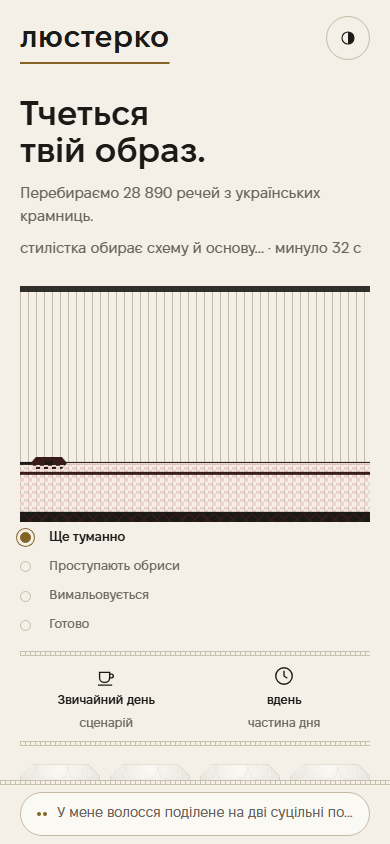 люстерко
Тчеться
твій образ.
Перебираємо 28 890 речей з українських
крамниць.
стилістка обирає схему й основу… · минуло 32 с
Ще туманно
Проступають обриси
Вимальовується
Готово
Звичайний день
сценарій
вдень
частина дня
У мене волосся поділене на дві суцільні по…